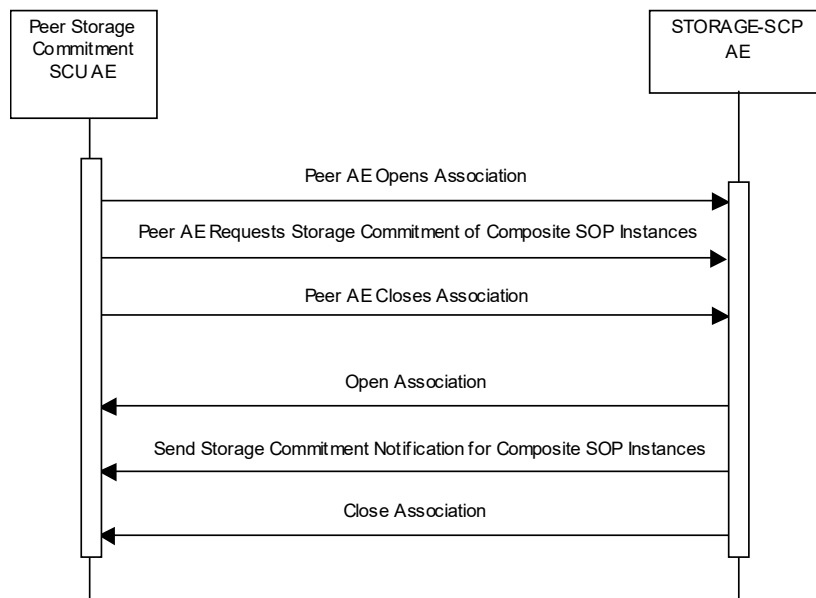 Peer Storage
Commitment
SCU AE
STORAGE-SCP
AE
Peer AE Opens Association
Peer AE Requests Storage Commitment of Composite SOP Instances
Peer AE Closes Association
Open Association
Send Storage Commitment Notification for Composite SOP Instances
Close Association